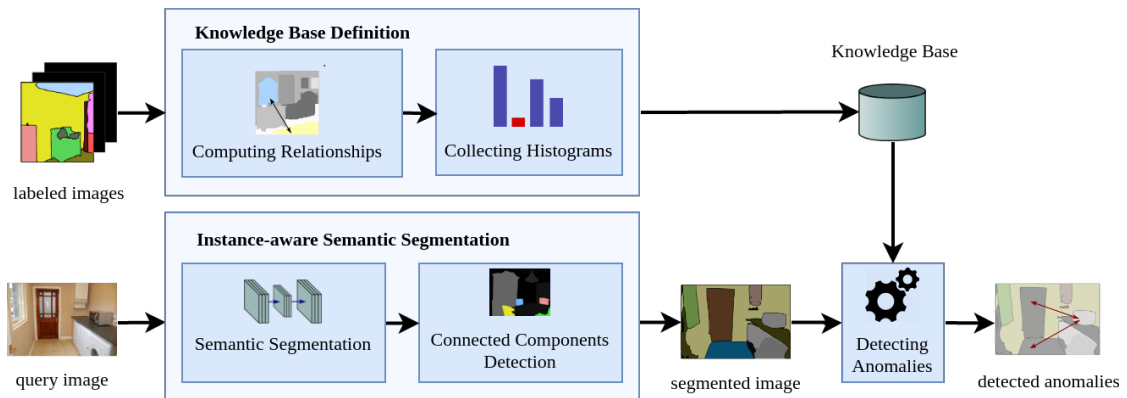 Knowledge Base Definition
Computing Relationships
Collecting Histograms
Knowledge Base
labeled images
Instance-aware Semantic Segmentation
Semantic Segmentation
Connected Components
Detection
query image
segmented image
Detecting
Anomalies
detected anomalies